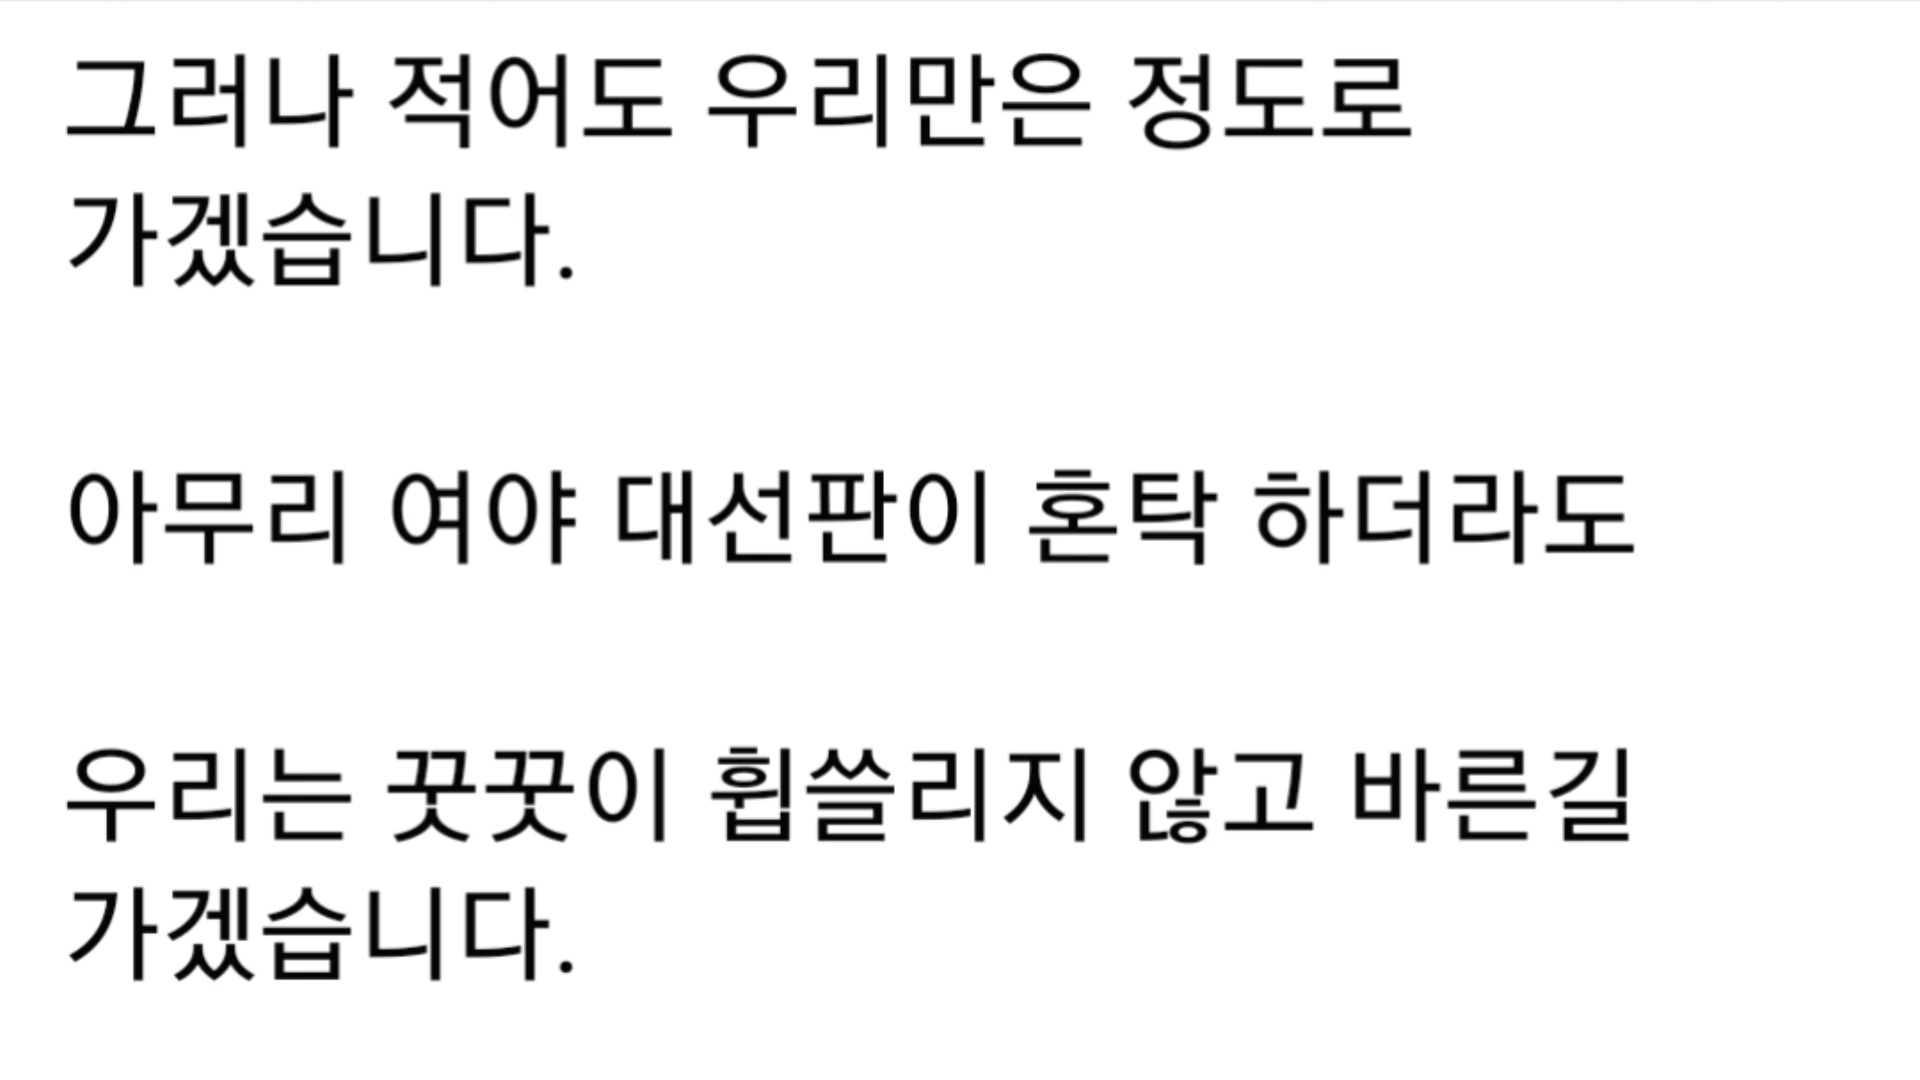 그러나 적어도 우리만은 정도로
가겠습니다.
아무리 여야 대선판이 혼탁 하더라도
우리는 꿋꿋이 휩쓸리지 않고 바른길
가겠습니다.